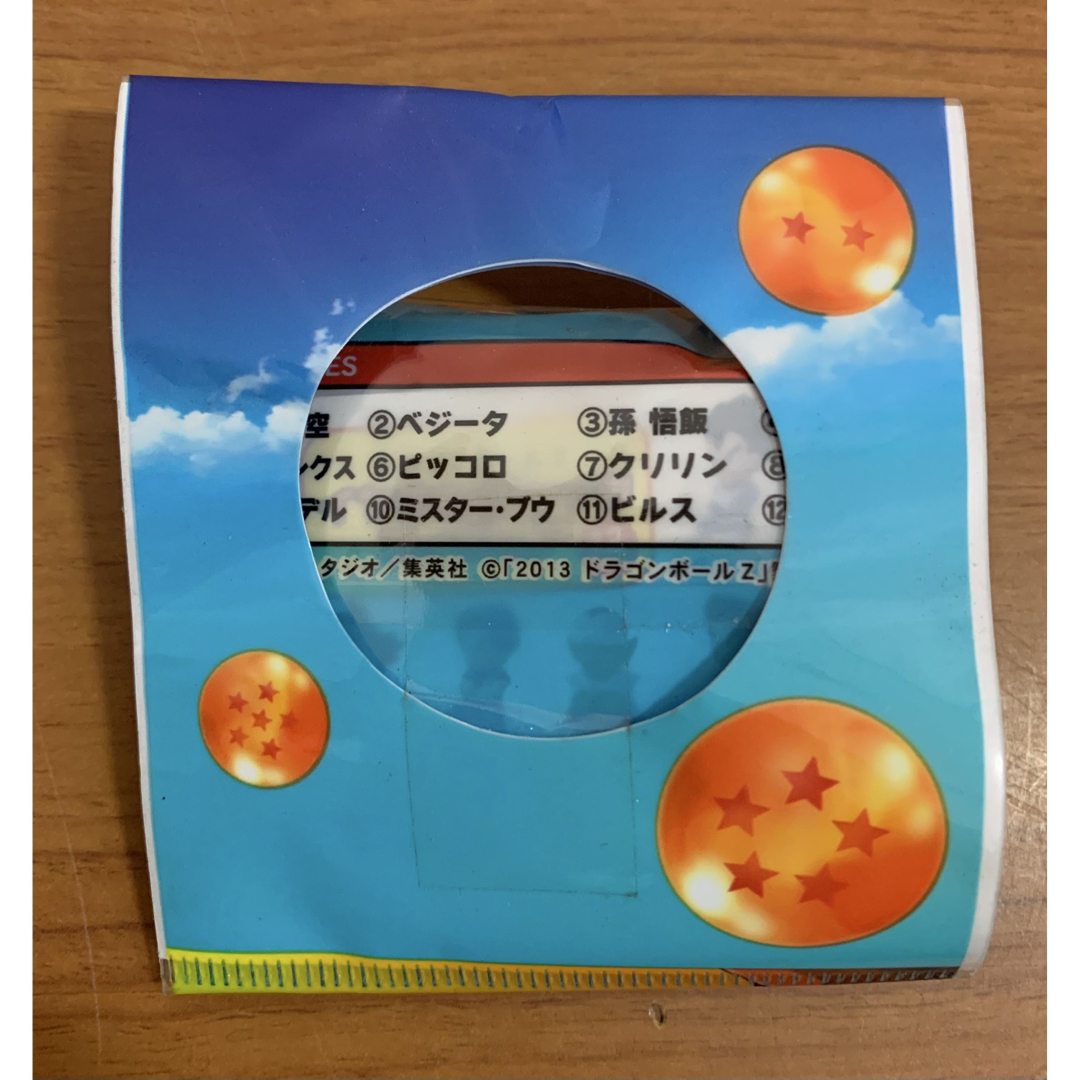 ES
空 ②ベジータ ③孫 悟飯
クス ⑥ピッコロ ⑦クリリン ⑧
デル ⑩ミスター・ブウ ⑪ビルス ⑫
タジオ／集英社 ©「2013 ドラゴンボールZ」